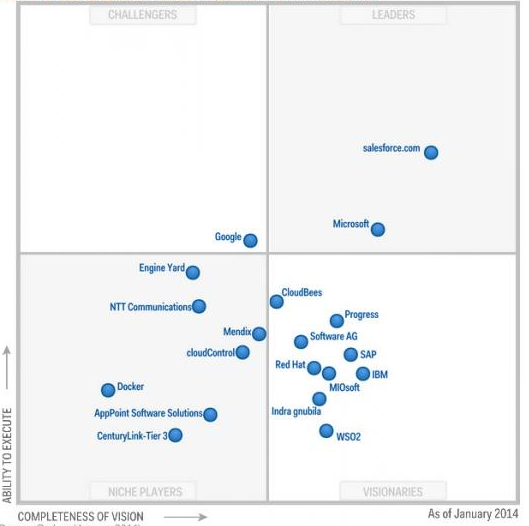 CHALLENGERS
LEADERS
salesforce.com
Microsoft
Google
Engine Yard
CloudBees
NTT Communications
Progress
Mendix
Software AG
cloudControl
SAP
Red Hat
IBM
MIOsoft
Docker
Indra gnubila
AppPoint Software Solutions
CenturyLink-Tier 3
WSO2
NICHE PLAYERS
VISIONARIES
ABILITY TO EXECUTE
COMPLETENESS OF VISION
As of January 2014